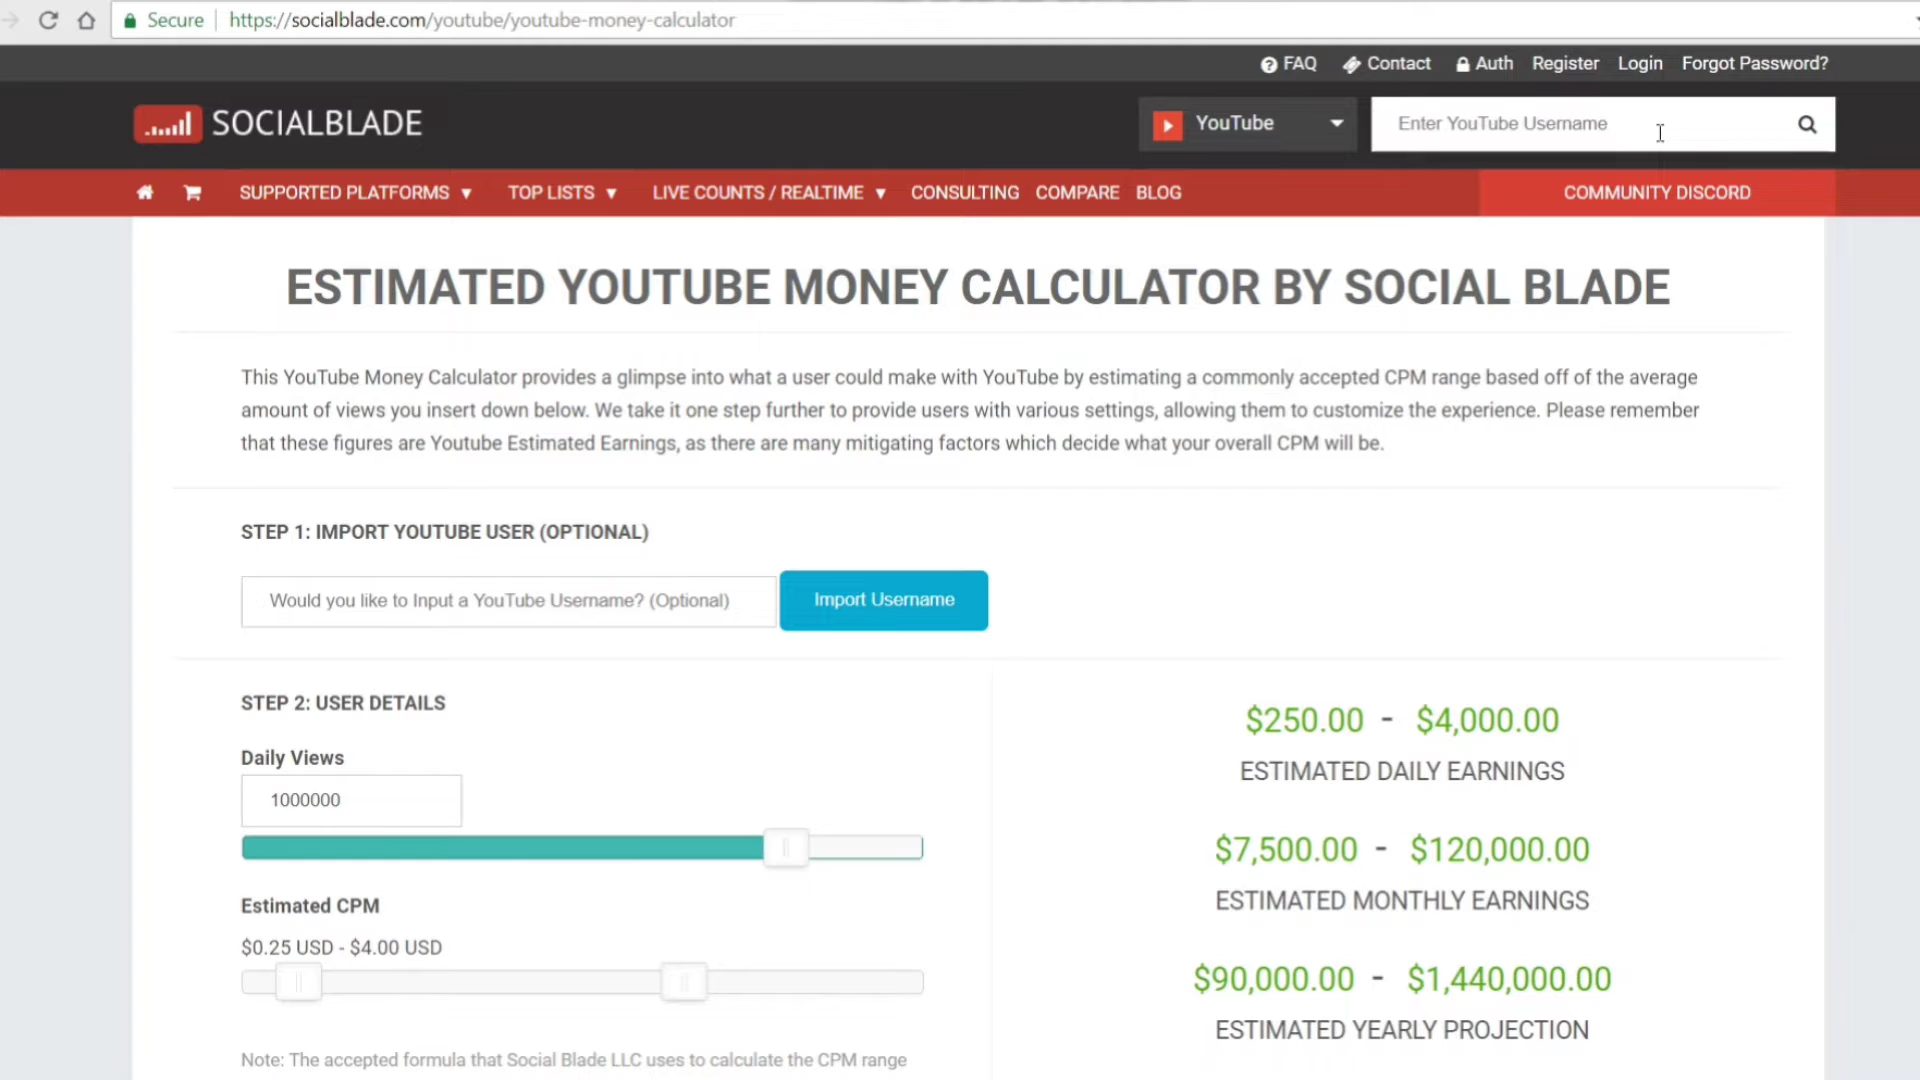 Secure https://socialblade.com/youtube/youtube-money-calculator
FAQ Contact Auth Register Login Forgot Password?
SOCIALBLADE YouTube Enter YouTube Username
SUPPORTED PLATFORMS TOP LISTS LIVE COUNTS / REALTIME CONSULTING COMPARE BLOG COMMUNITY DISCORD
ESTIMATED YOUTUBE MONEY CALCULATOR BY SOCIAL BLADE
This YouTube Money Calculator provides a glimpse into what a user could make with YouTube by estimating a commonly accepted CPM range based off of the average
amount of views you insert down below. We take it one step further to provide users with various settings, allowing them to customize the experience. Please remember
that these figures are Youtube Estimated Earnings, as there are many mitigating factors which decide what your overall CPM will be.
STEP 1: IMPORT YOUTUBE USER (OPTIONAL)
Would you like to Input a YouTube Username? (Optional) Import Username
STEP 2: USER DETAILS
Daily Views
1000000
Estimated CPM
$0.25 USD - $4.00 USD
Note: The accepted formula that Social Blade LLC uses to calculate the CPM range
$250.00 - $4,000.00
ESTIMATED DAILY EARNINGS
$7,500.00 - $120,000.00
ESTIMATED MONTHLY EARNINGS
$90,000.00 - $1,440,000.00
ESTIMATED YEARLY PROJECTION